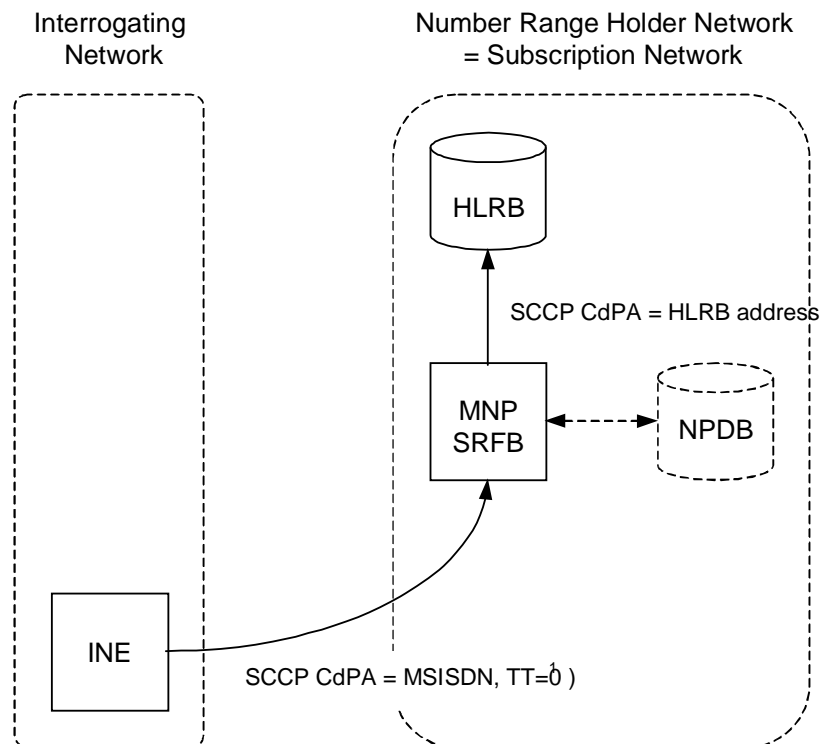 Interrogating
Network
Number Range Holder Network
= Subscription Network
HLRB
SCCP CdPA = HLRB address
MNP
SRFB
NPDB
INE
SCCP CdPA = MSISDN, TT=0 1)